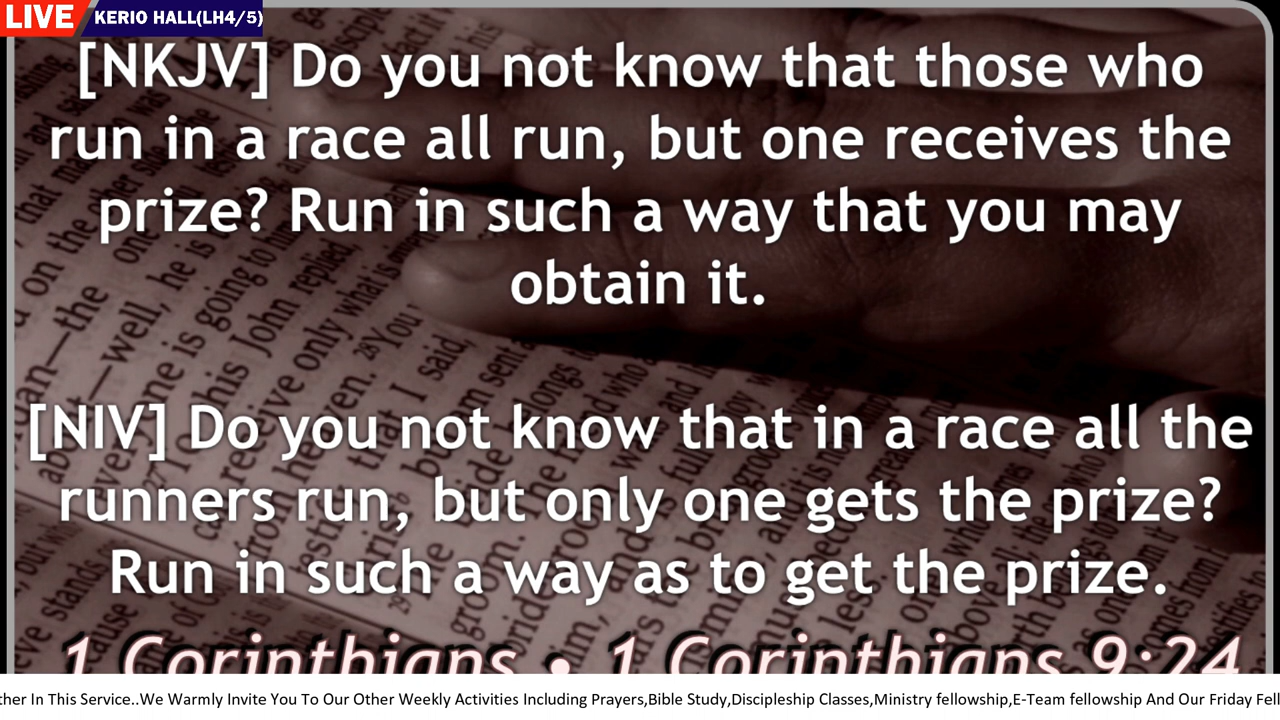 LIVE KERIO HALL(LH4/5)
[NKJV] Do you not know that those who
run in a race all run, but one receives the
prize? Run in such a way that you may
obtain it.
[NIV] Do you not know that in a race all the
runners run, but only one gets the prize?
Run in such a way as to get the prize.
1 Corinthians • 1 Corinthians 9:24
ther In This Service..We Warmly Invite You To Our Other Weekly Activities Including Prayers,Bible Study,Discipleship Classes,Ministry fellowship,E-Team fellowship And Our Friday Fell